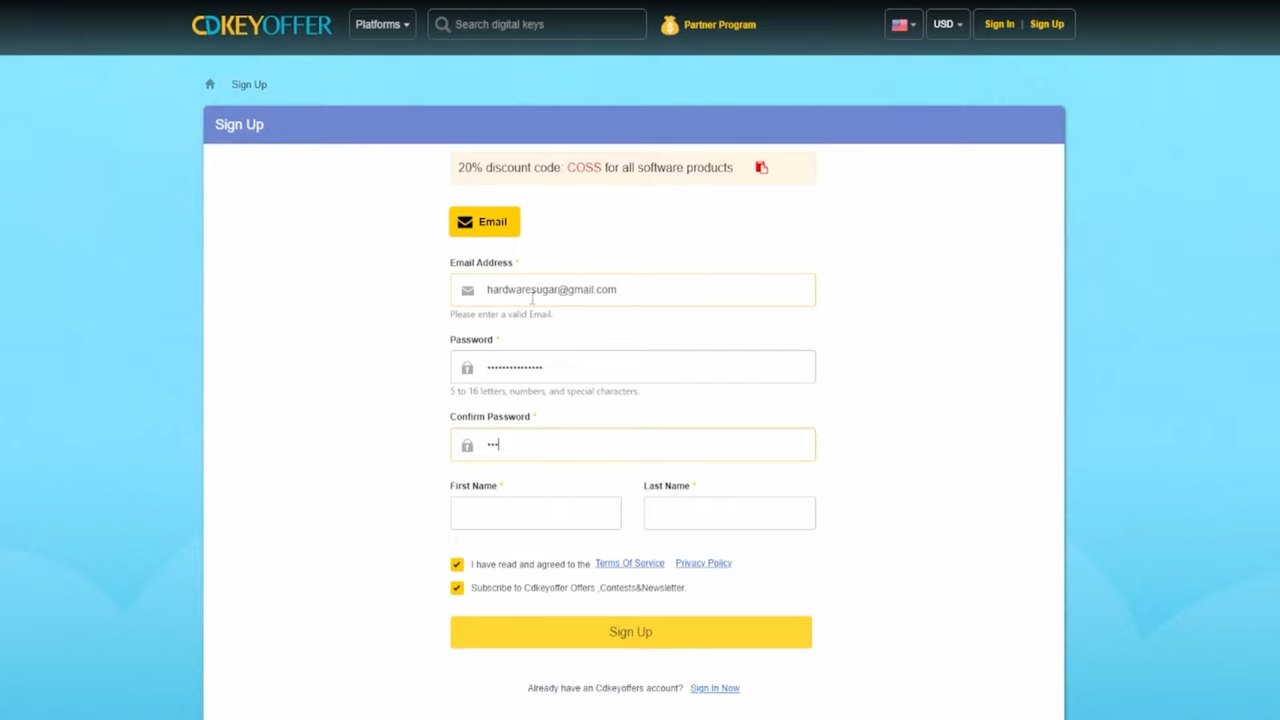 CDKEYOFFER
Platforms
Search digital keys
Partner Program
USD
Sign In | Sign Up
Sign Up
Sign Up
20% discount code: COSS for all software products
Email
Email Address *
hardwaresugar@gmail.com
Please enter a valid Email.
Password *
•••••••••••••••
5 to 16 letters, numbers, and special characters.
Confirm Password *
•••
First Name * Last Name *
I have read and agreed to the Terms Of Service Privacy Policy
Subscribe to Cdkeyoffer Offers ,Contests&Newsletter.
Sign Up
Already have an Cdkeyoffers account? Sign In Now